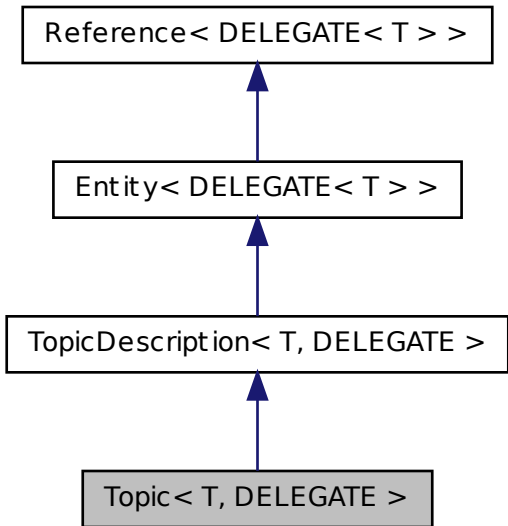 Reference< DELEGATE< T > >
Entity< DELEGATE< T > >
TopicDescription< T, DELEGATE >
Topic< T, DELEGATE >